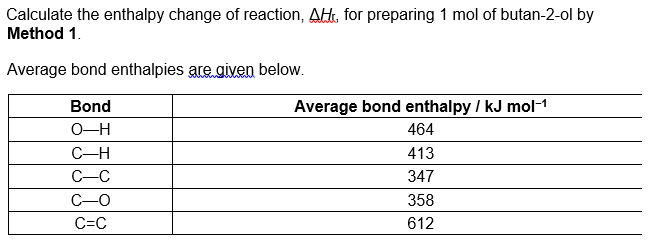 Calculate the enthalpy change of reaction, ΔHr, for preparing 1 mol of butan-2-ol by
Method 1.
Average bond enthalpies are given below.
Bond Average bond enthalpy / kJ mol⁻¹
O—H 464
C—H 413
C—C 347
C—O 358
C=C 612